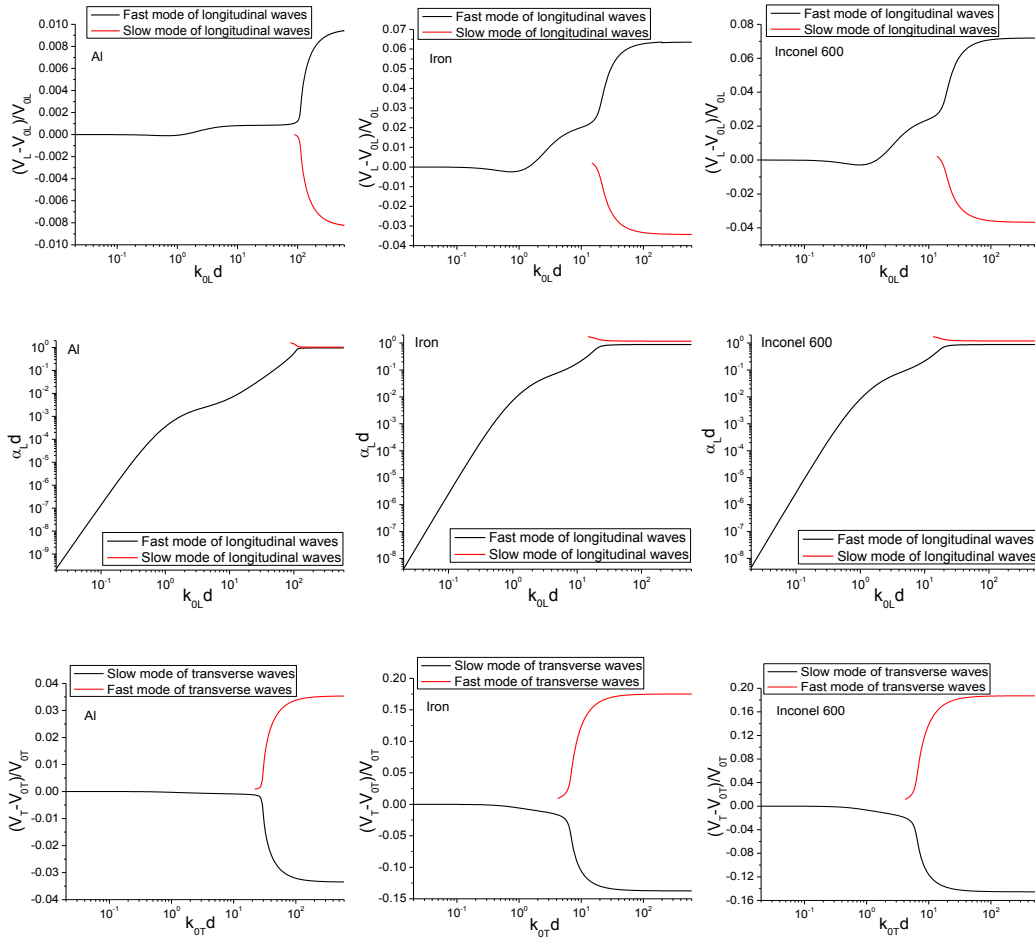 Fast mode of longitudinal waves
Slow mode of longitudinal waves
Al
0.010
0.008
0.006
0.004
0.002
0.000
-0.002
-0.004
-0.006
-0.008
0.010
(V_L-V_0L)/V_0L
10^-1 10^0 10^1 10^2
k_0L d
Fast mode of longitudinal waves
Slow mode of longitudinal waves
Iron
0.07
0.06
0.05
0.04
0.03
0.02
0.01
0.00
-0.01
-0.02
-0.03
-0.04
(V_L-V_0L)/V_0L
10^-1 10^0 10^1 10^2
k_0L d
Fast mode of longitudinal waves
Slow mode of longitudinal waves
Inconel 600
0.08
0.06
0.04
0.02
0.00
-0.02
-0.04
(V_L-V_0L)/V_0L
10^-1 10^0 10^1 10^2
k_0L d
Al
10^0
10^-1
10^-2
10^-3
10^-4
10^-5
10^-6
10^-7
10^-8
10^-9
α_L d
Fast mode of longitudinal waves
Slow mode of longitudinal waves
10^-1 10^0 10^1 10^2
k_0L d
Iron
10^0
10^-1
10^-2
10^-3
10^-4
10^-5
10^-6
10^-7
10^-8
α_L d
Fast mode of longitudinal waves
Slow mode of longitudinal waves
10^-1 10^0 10^1 10^2
k_0L d
Inconel 600
10^0
10^-1
10^-2
10^-3
10^-4
10^-5
10^-6
10^-7
10^-8
α_L d
Fast mode of longitudinal waves
Slow mode of longitudinal waves
10^-1 10^0 10^1 10^2
k_0L d
Slow mode of transverse waves
Fast mode of transverse waves
Al
0.04
0.03
0.02
0.01
0.00
-0.01
-0.02
-0.03
-0.04
(V_T-V_0T)/V_0T
10^-1 10^0 10^1 10^2
k_0T d
Slow mode of transverse waves
Fast mode of transverse waves
Iron
0.20
0.15
0.10
0.05
0.00
-0.05
-0.10
-0.15
(V_T-V_0T)/V_0T
10^-1 10^0 10^1 10^2
k_0T d
Slow mode of transverse waves
Fast mode of transverse waves
Inconel 600
0.20
0.16
0.12
0.08
0.04
0.00
-0.04
-0.08
-0.12
-0.16
(V_T-V_0T)/V_0T
10^-1 10^0 10^1 10^2
k_0T d